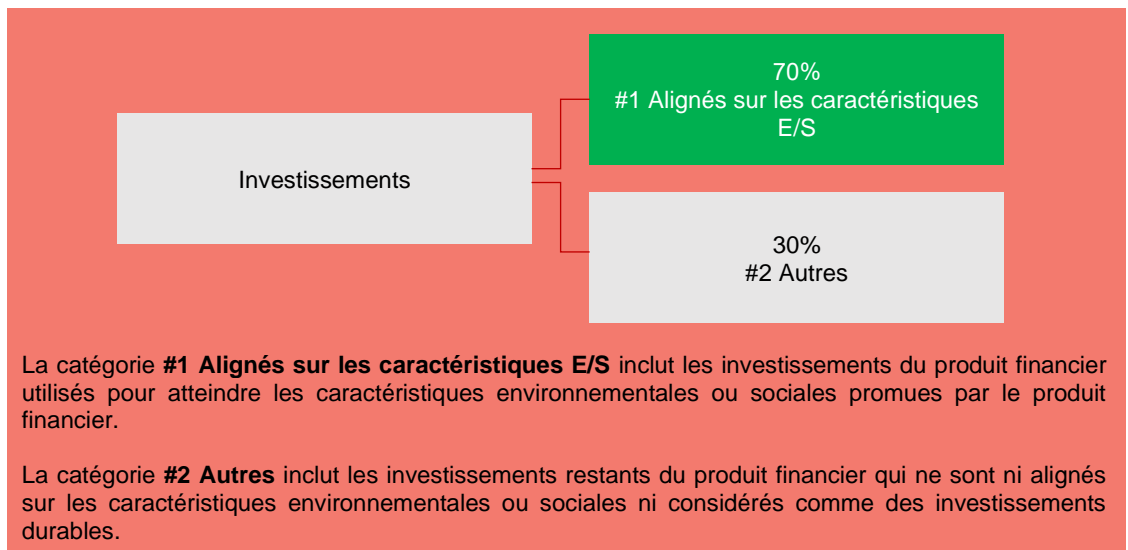 70%
#1 Alignés sur les caractéristiques
E/S
Investissements
30%
#2 Autres
La catégorie #1 Alignés sur les caractéristiques E/S inclut les investissements du produit financier
utilisés pour atteindre les caractéristiques environnementales ou sociales promues par le produit
financier.
La catégorie #2 Autres inclut les investissements restants du produit financier qui ne sont ni alignés
sur les caractéristiques environnementales ou sociales ni considérés comme des investissements
durables.